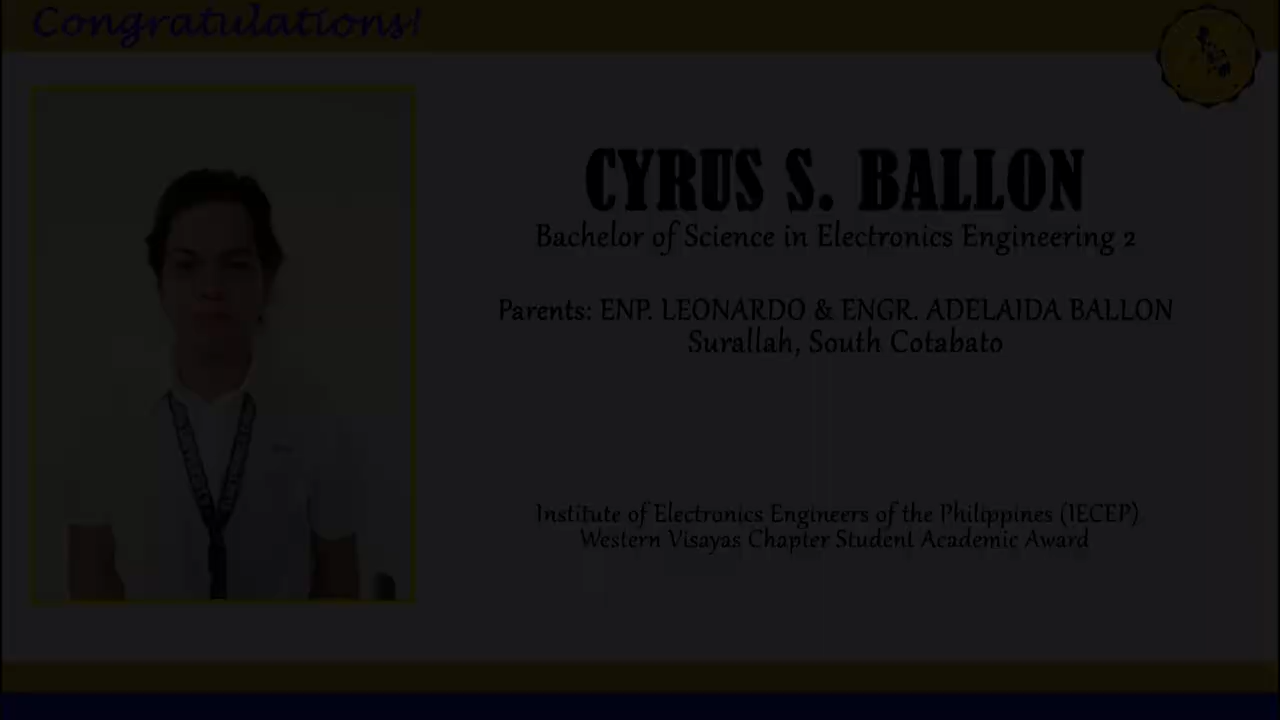 Congratulations!
CYRUS S. BALLON
Bachelor of Science in Electronics Engineering 2
Parents: ENP. LEONARDO & ENGR. ADELAIDA BALLON
Surallah, South Cotabato
Institute of Electronics Engineers of the Philippines (IECEP)
Western Visayas Chapter Student Academic Award